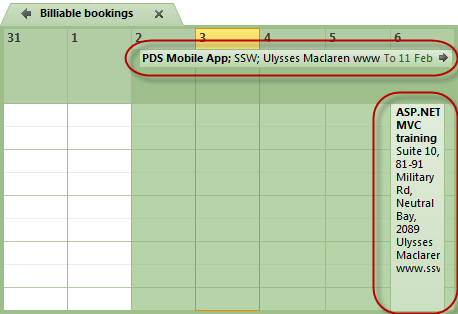 Billiable bookings
31 1 2 3 4 5 6
PDS Mobile App; SSW; Ulysses Maclaren www To 11 Feb
ASP.NET
MVC
training
Suite 10,
81-91
Military
Rd,
Neutral
Bay,
2089
Ulysses
Maclaren
www.ssw